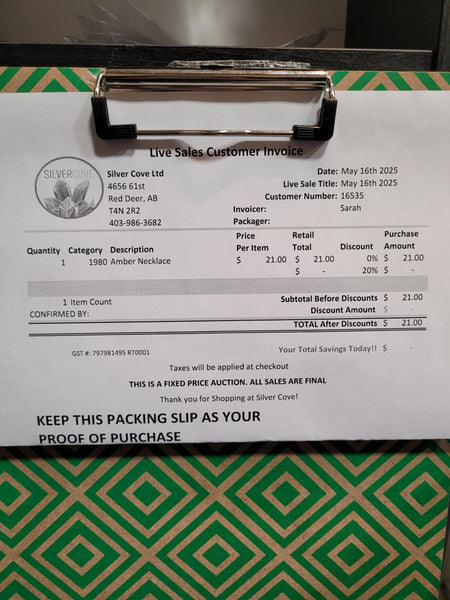 Live Sales Customer Invoice
SILVERCOVE
Silver Cove Ltd
4656 61st
Red Deer, AB
T4N 2R2
403-986-3682
Date: May 16th 2025
Live Sale Title: May 16th 2025
Customer Number: 16535
Invoicer: Sarah
Packager:
Quantity Category Description Price Per Item Retail Total Discount Purchase Amount
1 1980 Amber Necklace $ 21.00 $ 21.00 0% $ 21.00
$ - 20% $ -
1 Item Count Subtotal Before Discounts $ 21.00
CONFIRMED BY: Discount Amount $ -
TOTAL After Discounts $ 21.00
GST #: 797981495 RT0001 Your Total Savings Today!! $ -
Taxes will be applied at checkout
THIS IS A FIXED PRICE AUCTION. ALL SALES ARE FINAL
Thank you for Shopping at Silver Cove!
KEEP THIS PACKING SLIP AS YOUR
PROOF OF PURCHASE